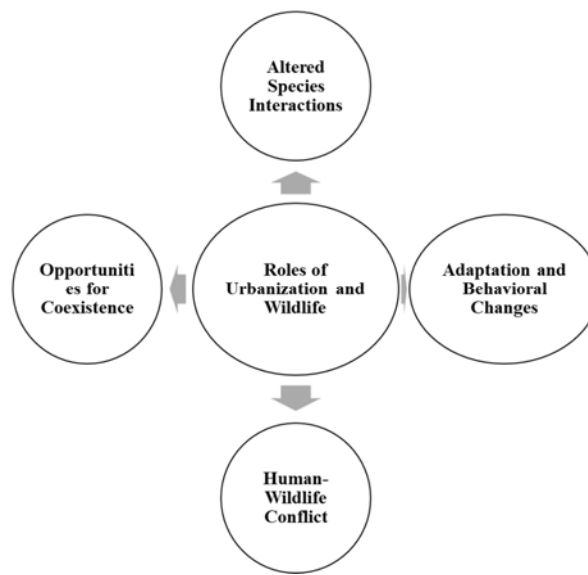 Altered
Species
Interactions
Opportuniti
es for
Coexistence
Roles of
Urbanization and
Wildlife
Adaptation and
Behavioral
Changes
Human-
Wildlife
Conflict